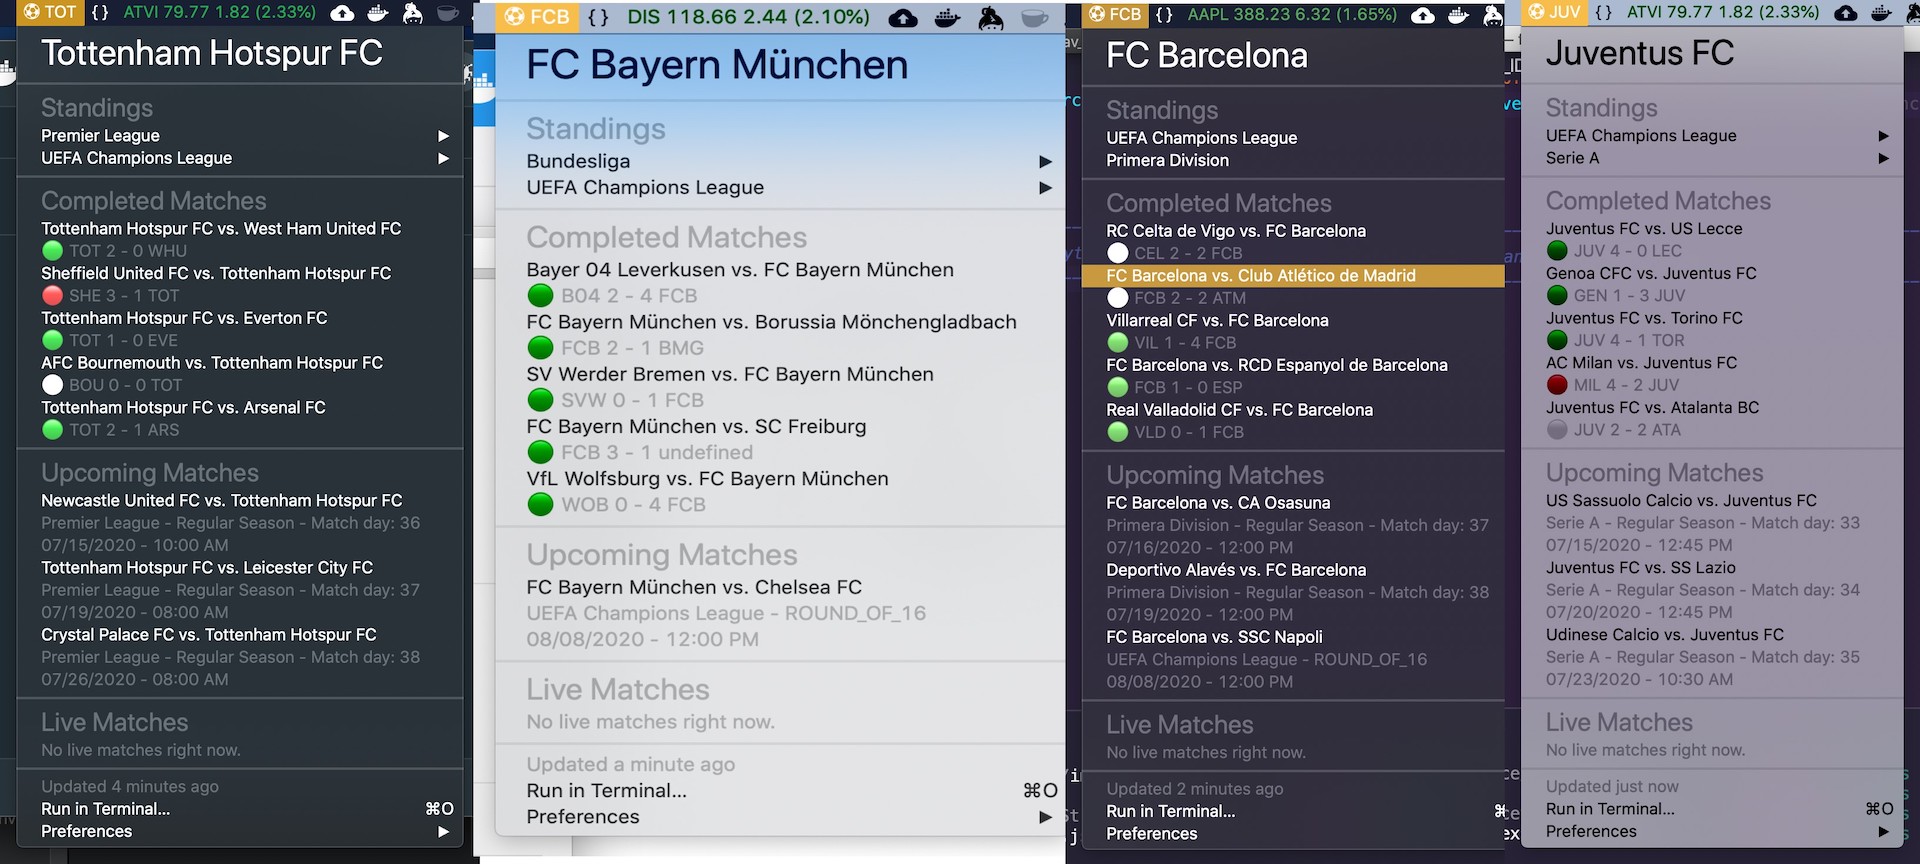 TOT {} ATVI 79.77 1.82 (2.33%)
Tottenham Hotspur FC
Standings
Premier League ▶
UEFA Champions League ▶
Completed Matches
Tottenham Hotspur FC vs. West Ham United FC
TOT 2 - 0 WHU
Sheffield United FC vs. Tottenham Hotspur FC
SHE 3 - 1 TOT
Tottenham Hotspur FC vs. Everton FC
TOT 1 - 0 EVE
AFC Bournemouth vs. Tottenham Hotspur FC
BOU 0 - 0 TOT
Tottenham Hotspur FC vs. Arsenal FC
TOT 2 - 1 ARS
Upcoming Matches
Newcastle United FC vs. Tottenham Hotspur FC
Premier League - Regular Season - Match day: 36
07/15/2020 - 10:00 AM
Tottenham Hotspur FC vs. Leicester City FC
Premier League - Regular Season - Match day: 37
07/19/2020 - 08:00 AM
Crystal Palace FC vs. Tottenham Hotspur FC
Premier League - Regular Season - Match day: 38
07/26/2020 - 08:00 AM
Live Matches
No live matches right now.
Updated 4 minutes ago
Run in Terminal... ⌘O
Preferences ▶
FCB {} DIS 118.66 2.44 (2.10%)
FC Bayern München
Standings
Bundesliga ▶
UEFA Champions League ▶
Completed Matches
Bayer 04 Leverkusen vs. FC Bayern München
B04 2 - 4 FCB
FC Bayern München vs. Borussia Mönchengladbach
FCB 2 - 1 BMG
SV Werder Bremen vs. FC Bayern München
SVW 0 - 1 FCB
FC Bayern München vs. SC Freiburg
FCB 3 - 1 undefined
VfL Wolfsburg vs. FC Bayern München
WOB 0 - 4 FCB
Upcoming Matches
FC Bayern München vs. Chelsea FC
UEFA Champions League - ROUND_OF_16
08/08/2020 - 12:00 PM
Live Matches
No live matches right now.
Updated a minute ago
Run in Terminal... ⌘O
Preferences ▶
FCB {} AAPL 388.23 6.32 (1.65%)
FC Barcelona
Standings
UEFA Champions League
Primera Division
Completed Matches
RC Celta de Vigo vs. FC Barcelona
CEL 2 - 2 FCB
FC Barcelona vs. Club Atlético de Madrid
FCB 2 - 2 ATM
Villarreal CF vs. FC Barcelona
VIL 1 - 4 FCB
FC Barcelona vs. RCD Espanyol de Barcelona
FCB 1 - 0 ESP
Real Valladolid CF vs. FC Barcelona
VLD 0 - 1 FCB
Upcoming Matches
FC Barcelona vs. CA Osasuna
Primera Division - Regular Season - Match day: 37
07/16/2020 - 12:00 PM
Deportivo Alavés vs. FC Barcelona
Primera Division - Regular Season - Match day: 38
07/19/2020 - 12:00 PM
FC Barcelona vs. SSC Napoli
UEFA Champions League - ROUND_OF_16
08/08/2020 - 12:00 PM
Live Matches
No live matches right now.
Updated 2 minutes ago
Run in Terminal... ⌘
Preferences
JUV {} ATVI 79.77 1.82 (2.33%)
Juventus FC
Standings
UEFA Champions League ▶
Serie A ▶
Completed Matches
Juventus FC vs. US Lecce
JUV 4 - 0 LEC
Genoa CFC vs. Juventus FC
GEN 1 - 3 JUV
Juventus FC vs. Torino FC
JUV 4 - 1 TOR
AC Milan vs. Juventus FC
MIL 4 - 2 JUV
Juventus FC vs. Atalanta BC
JUV 2 - 2 ATA
Upcoming Matches
US Sassuolo Calcio vs. Juventus FC
Serie A - Regular Season - Match day: 33
07/15/2020 - 12:45 PM
Juventus FC vs. SS Lazio
Serie A - Regular Season - Match day: 34
07/20/2020 - 12:45 PM
Udinese Calcio vs. Juventus FC
Serie A - Regular Season - Match day: 35
07/23/2020 - 10:30 AM
Live Matches
No live matches right now.
Updated just now
Run in Terminal... ⌘O
Preferences ▶